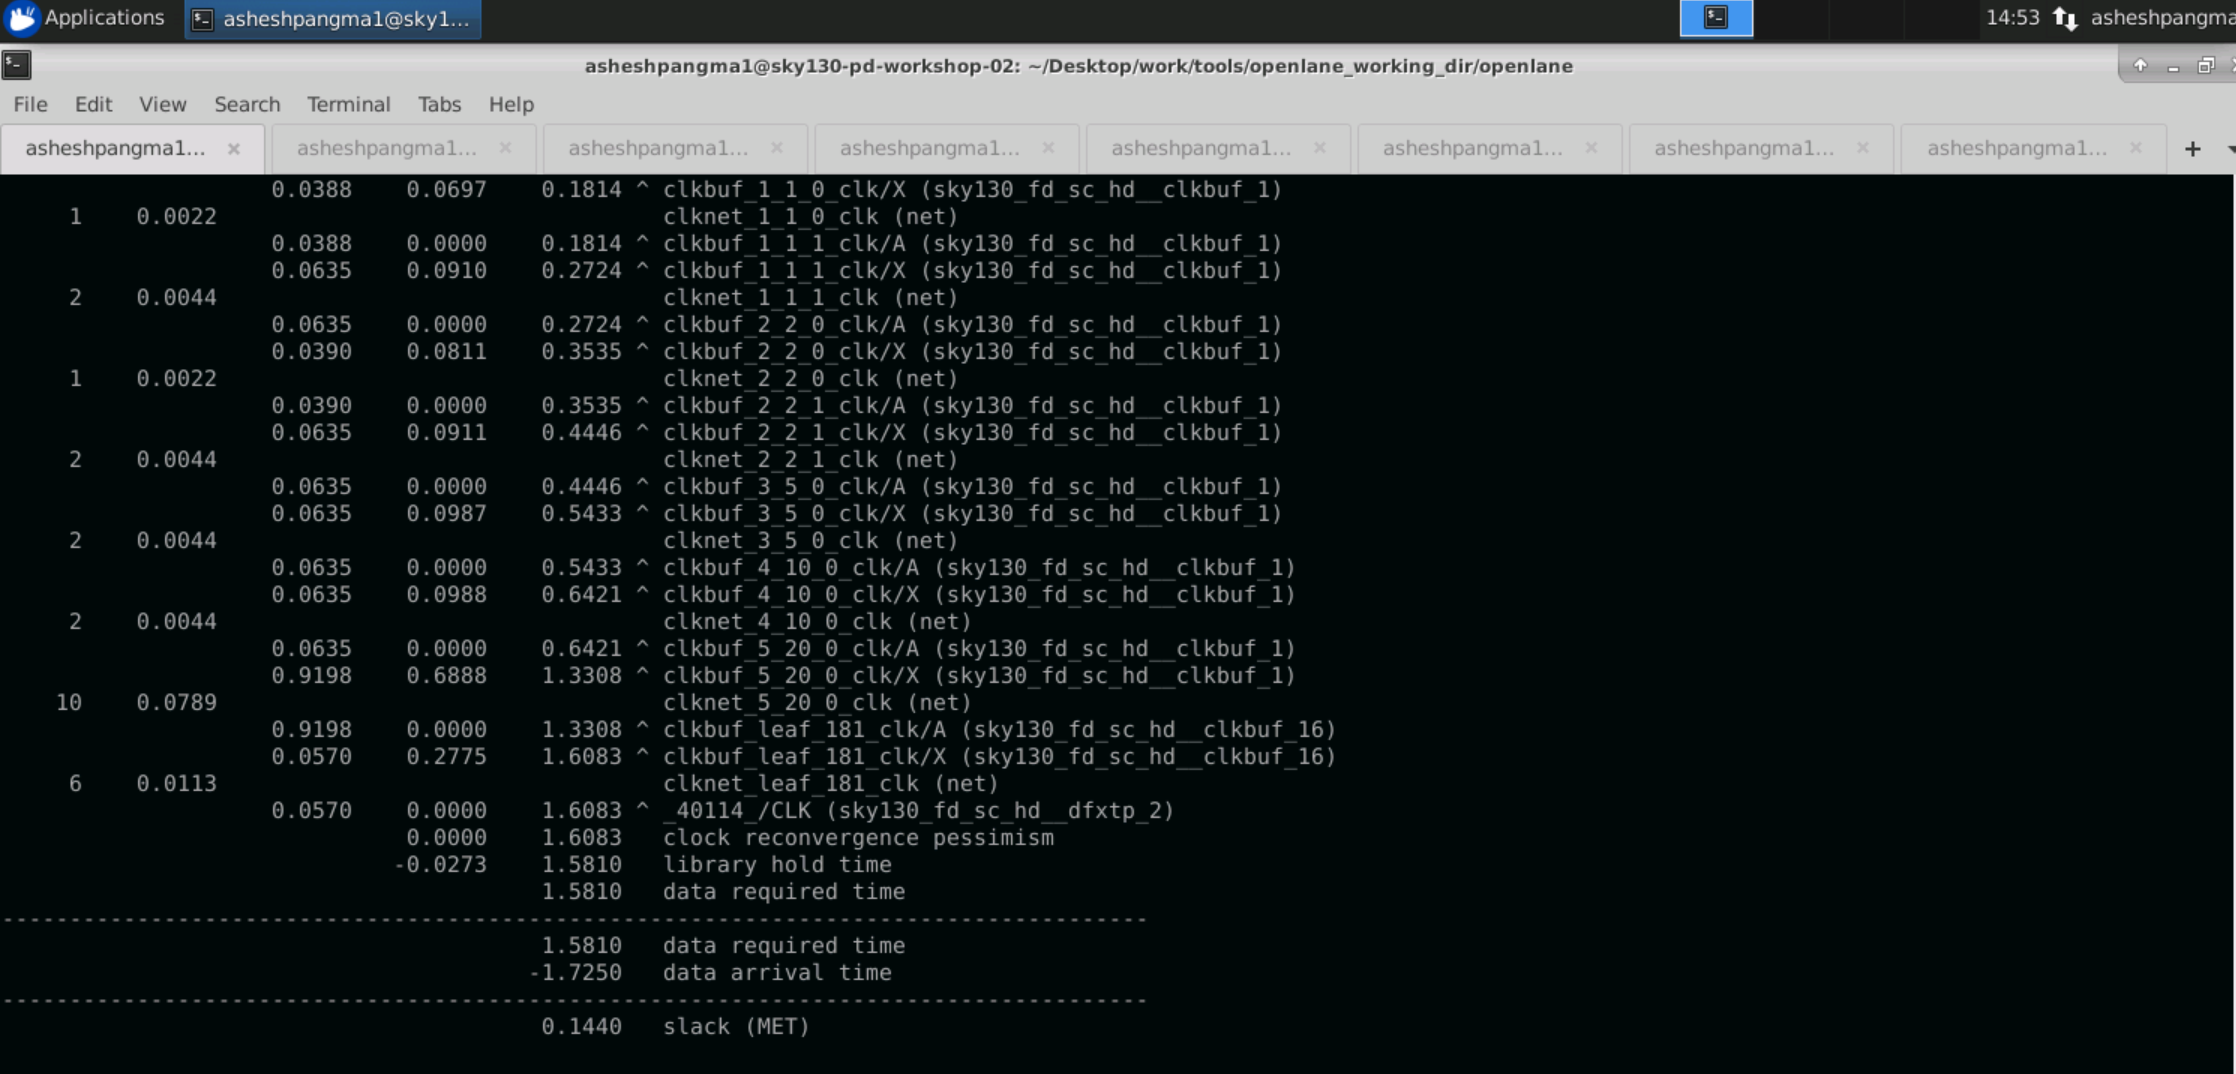 Applications asheshpangma1@sky1... 14:53 asheshpangma
asheshpangma1@sky130-pd-workshop-02: ~/Desktop/work/tools/openlane_working_dir/openlane
File Edit View Search Terminal Tabs Help
asheshpangma1... asheshpangma1... asheshpangma1... asheshpangma1... asheshpangma1... asheshpangma1... asheshpangma1... asheshpangma1...
0.0388 0.0697 0.1814 ^ clkbuf_1_1_0_clk/X (sky130_fd_sc_hd__clkbuf_1)
1 0.0022 clknet_1_1_0_clk (net)
0.0388 0.0000 0.1814 ^ clkbuf_1_1_1_clk/A (sky130_fd_sc_hd__clkbuf_1)
0.0635 0.0910 0.2724 ^ clkbuf_1_1_1_clk/X (sky130_fd_sc_hd__clkbuf_1)
2 0.0044 clknet_1_1_1_clk (net)
0.0635 0.0000 0.2724 ^ clkbuf_2_2_0_clk/A (sky130_fd_sc_hd__clkbuf_1)
0.0390 0.0811 0.3535 ^ clkbuf_2_2_0_clk/X (sky130_fd_sc_hd__clkbuf_1)
1 0.0022 clknet_2_2_0_clk (net)
0.0390 0.0000 0.3535 ^ clkbuf_2_2_1_clk/A (sky130_fd_sc_hd__clkbuf_1)
0.0635 0.0911 0.4446 ^ clkbuf_2_2_1_clk/X (sky130_fd_sc_hd__clkbuf_1)
2 0.0044 clknet_2_2_1_clk (net)
0.0635 0.0000 0.4446 ^ clkbuf_3_5_0_clk/A (sky130_fd_sc_hd__clkbuf_1)
0.0635 0.0987 0.5433 ^ clkbuf_3_5_0_clk/X (sky130_fd_sc_hd__clkbuf_1)
2 0.0044 clknet_3_5_0_clk (net)
0.0635 0.0000 0.5433 ^ clkbuf_4_10_0_clk/A (sky130_fd_sc_hd__clkbuf_1)
0.0635 0.0988 0.6421 ^ clkbuf_4_10_0_clk/X (sky130_fd_sc_hd__clkbuf_1)
2 0.0044 clknet_4_10_0_clk (net)
0.0635 0.0000 0.6421 ^ clkbuf_5_20_0_clk/A (sky130_fd_sc_hd__clkbuf_1)
0.9198 0.6888 1.3308 ^ clkbuf_5_20_0_clk/X (sky130_fd_sc_hd__clkbuf_1)
10 0.0789 clknet_5_20_0_clk (net)
0.9198 0.0000 1.3308 ^ clkbuf_leaf_181_clk/A (sky130_fd_sc_hd__clkbuf_16)
0.0570 0.2775 1.6083 ^ clkbuf_leaf_181_clk/X (sky130_fd_sc_hd__clkbuf_16)
6 0.0113 clknet_leaf_181_clk (net)
0.0570 0.0000 1.6083 ^ _40114_/CLK (sky130_fd_sc_hd__dfxtp_2)
0.0000 1.6083 clock reconvergence pessimism
-0.0273 1.5810 library hold time
1.5810 data required time
-------------------------------------------------------------------------------------
1.5810 data required time
-1.7250 data arrival time
-------------------------------------------------------------------------------------
0.1440 slack (MET)